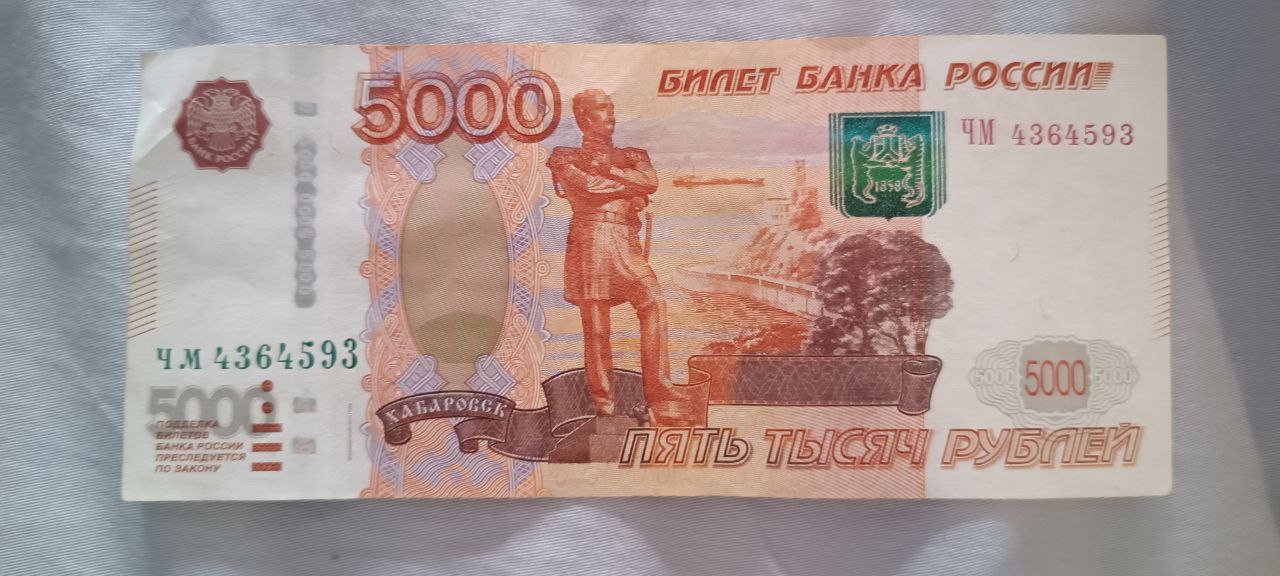 5000
БИЛЕТ БАНКА РОССИИ
БАНК РОССИИ
ЧМ 4364593
1858
ЧМ 4364593
5000
ПОДДЕЛКА
БИЛЕТОВ
БАНКА РОССИИ
ПРЕСЛЕДУЕТСЯ
ПО ЗАКОНУ
ХАБАРОВСК
5000 5000 5000
ПЯТЬ ТЫСЯЧ РУБЛЕЙ